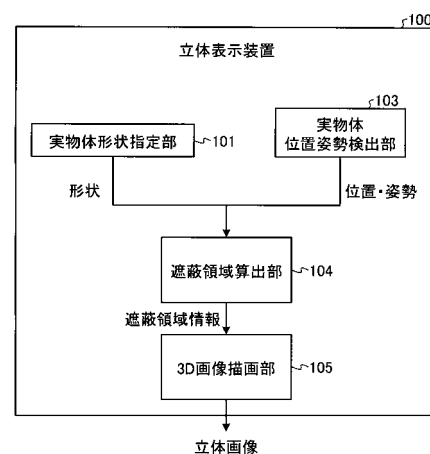 100
立体表示装置
103
実物体形状指定部
101
実物体
位置姿勢検出部
形状
位置・姿勢
遮蔽領域算出部
104
遮蔽領域情報
3D画像描画部
105
立体画像